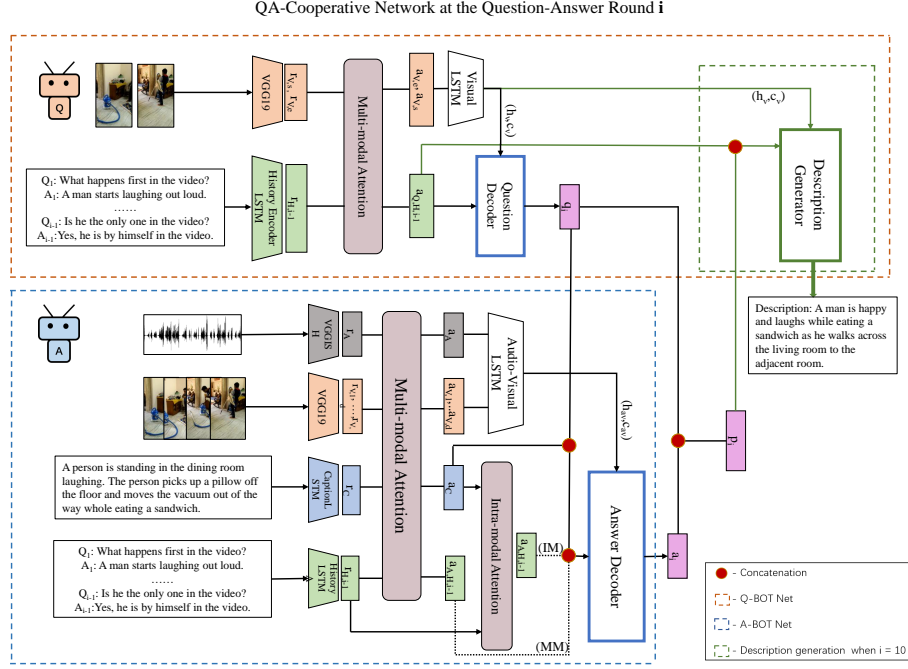 QA-Cooperative Network at the Question-Answer Round i
Q
VGG19
r_{V,s}, r_{V,e}
Multi-modal Attention
a_{V,e}, a_{V,s}
Visual LSTM
(h_v,c_v)
(h_v,c_v)
Q_1: What happens first in the video?
A_1: A man starts laughing out loud.
......
Q_{i-1}: Is he the only one in the video?
A_{i-1}:Yes, he is by himself in the video.
History Encoder LSTM
r_{H,i-1}
a_{Q,H,i-1}
Question Decoder
q_i
Description Generator
Description: A man is happy
and laughs while eating a
sandwich as he walks across
the living room to the
adjacent room.
A
VGGIS
H
r_A
Multi-modal Attention
a_A
Audio-Visual LSTM
VGG19
r_{V,1}, ...,r_{V,d}
a_{V,1}...a_{V,d}
(h_{av},c_{av})
A person is standing in the dining room
laughing. The person picks up a pillow off
the floor and moves the vacuum out of the
way whole eating a sandwich.
CaptionL
STM
r_C
a_C
Intra-modal Attention
a_{A,H,i-1}
(IM)
Answer Decoder
a_i
p_i
Q_1: What happens first in the video?
A_1: A man starts laughing out loud.
......
Q_{i-1}: Is he the only one in the video?
A_{i-1}:Yes, he is by himself in the video.
History LSTM
r_{H,i-1}
a_{A,H,i-1}
(MM)
- Concatenation
- Q-BOT Net
- A-BOT Net
- Description generation when i = 10